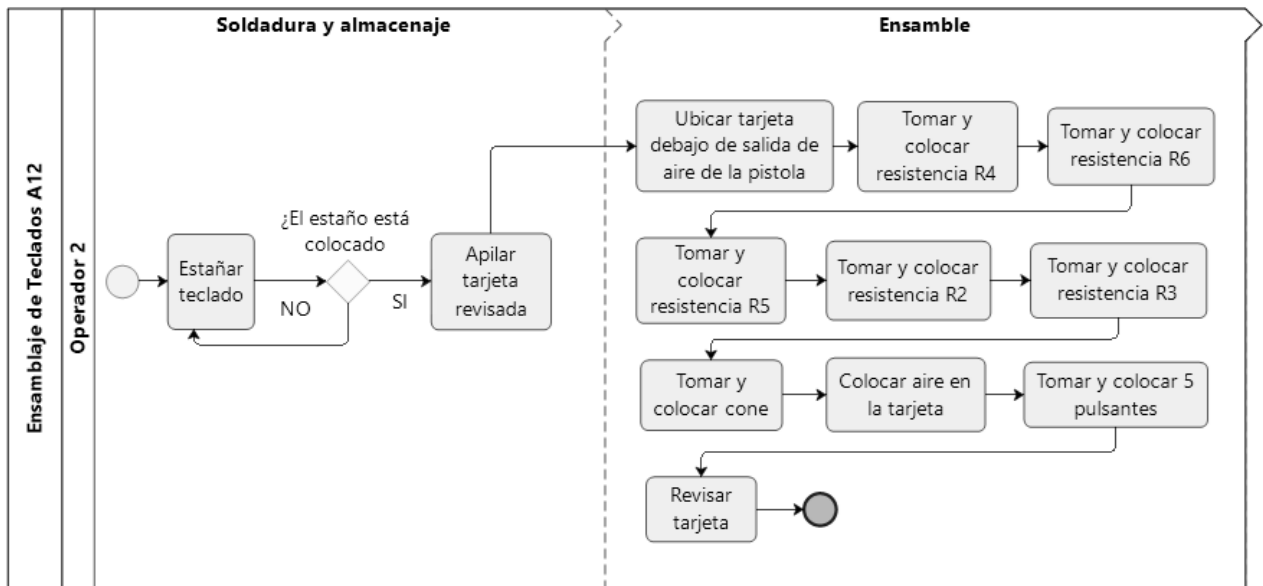 Ensamblaje de Teclados A12
Operador 2
Soldadura y almacenaje
Ensamble
Estañar
teclado
¿El estaño está
colocado
NO
SI
Apilar
tarjeta
revisada
Ubicar tarjeta
debajo de salida de
aire de la pistola
Tomar y
colocar
resistencia R4
Tomar y colocar
resistencia R6
Tomar y
colocar
resistencia R5
Tomar y colocar
resistencia R2
Tomar y colocar
resistencia R3
Tomar y
colocar cone
Colocar aire en
la tarjeta
Tomar y colocar 5
pulsantes
Revisar
tarjeta